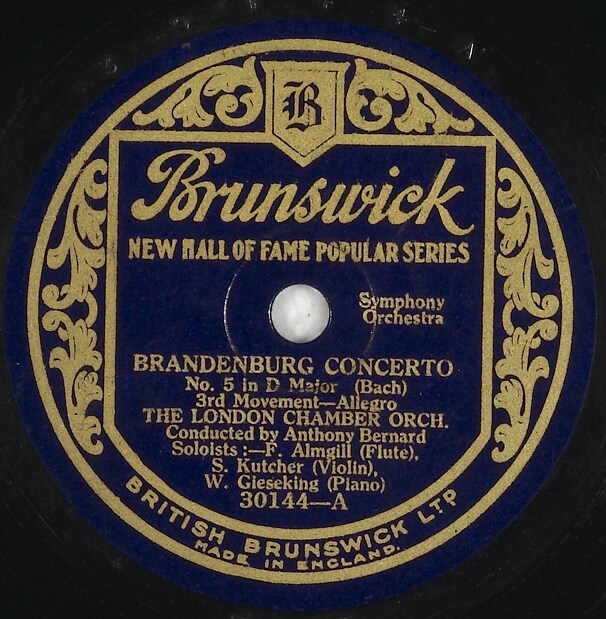 B
Brunswick
NEW HALL OF FAME POPULAR SERIES
Symphony
Orchestra
BRANDENBURG CONCERTO
No. 5 in D Major (Bach)
3rd Movement—Allegro
THE LONDON CHAMBER ORCH.
Conducted by Anthony Bernard
Soloists :—F. Almgill (Flute),
S. Kutcher (Violin),
W. Gieseking (Piano)
30144—A
BRITISH BRUNSWICK LTD
MADE IN ENGLAND.